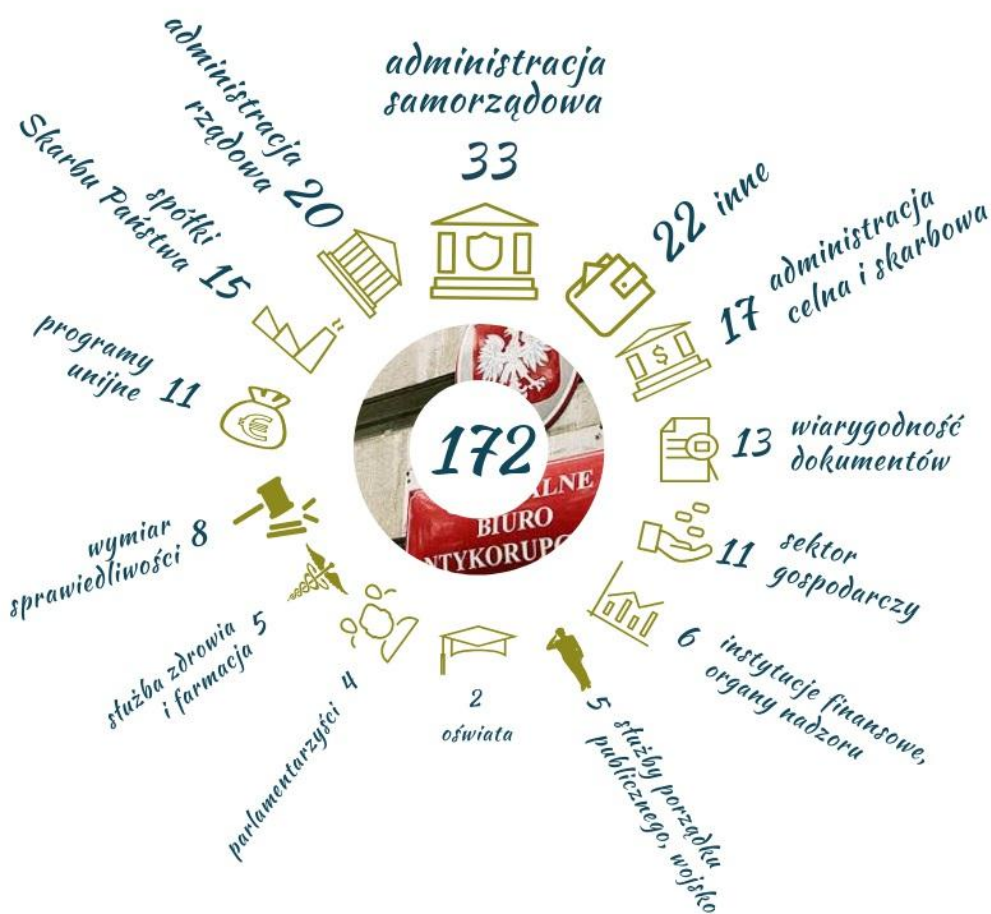 administracja
samorządowa
33
22 inne
17 administracja
celna i skarbowa
13 wiarygodność
dokumentów
11 sektor
gospodarczy
6 instytucje finansowe,
organy nadzoru
5 służby porządku
publicznego, wojsko
2
oświata
parlamentarzyści 4
służba zdrowia
i farmacja 5
wymiar
sprawiedliwości 8
programy
unijne 11
spółki
Skarbu Państwa 15
administracja
rządowa 20
172
ALNE
BIURO
NTYKORUPC